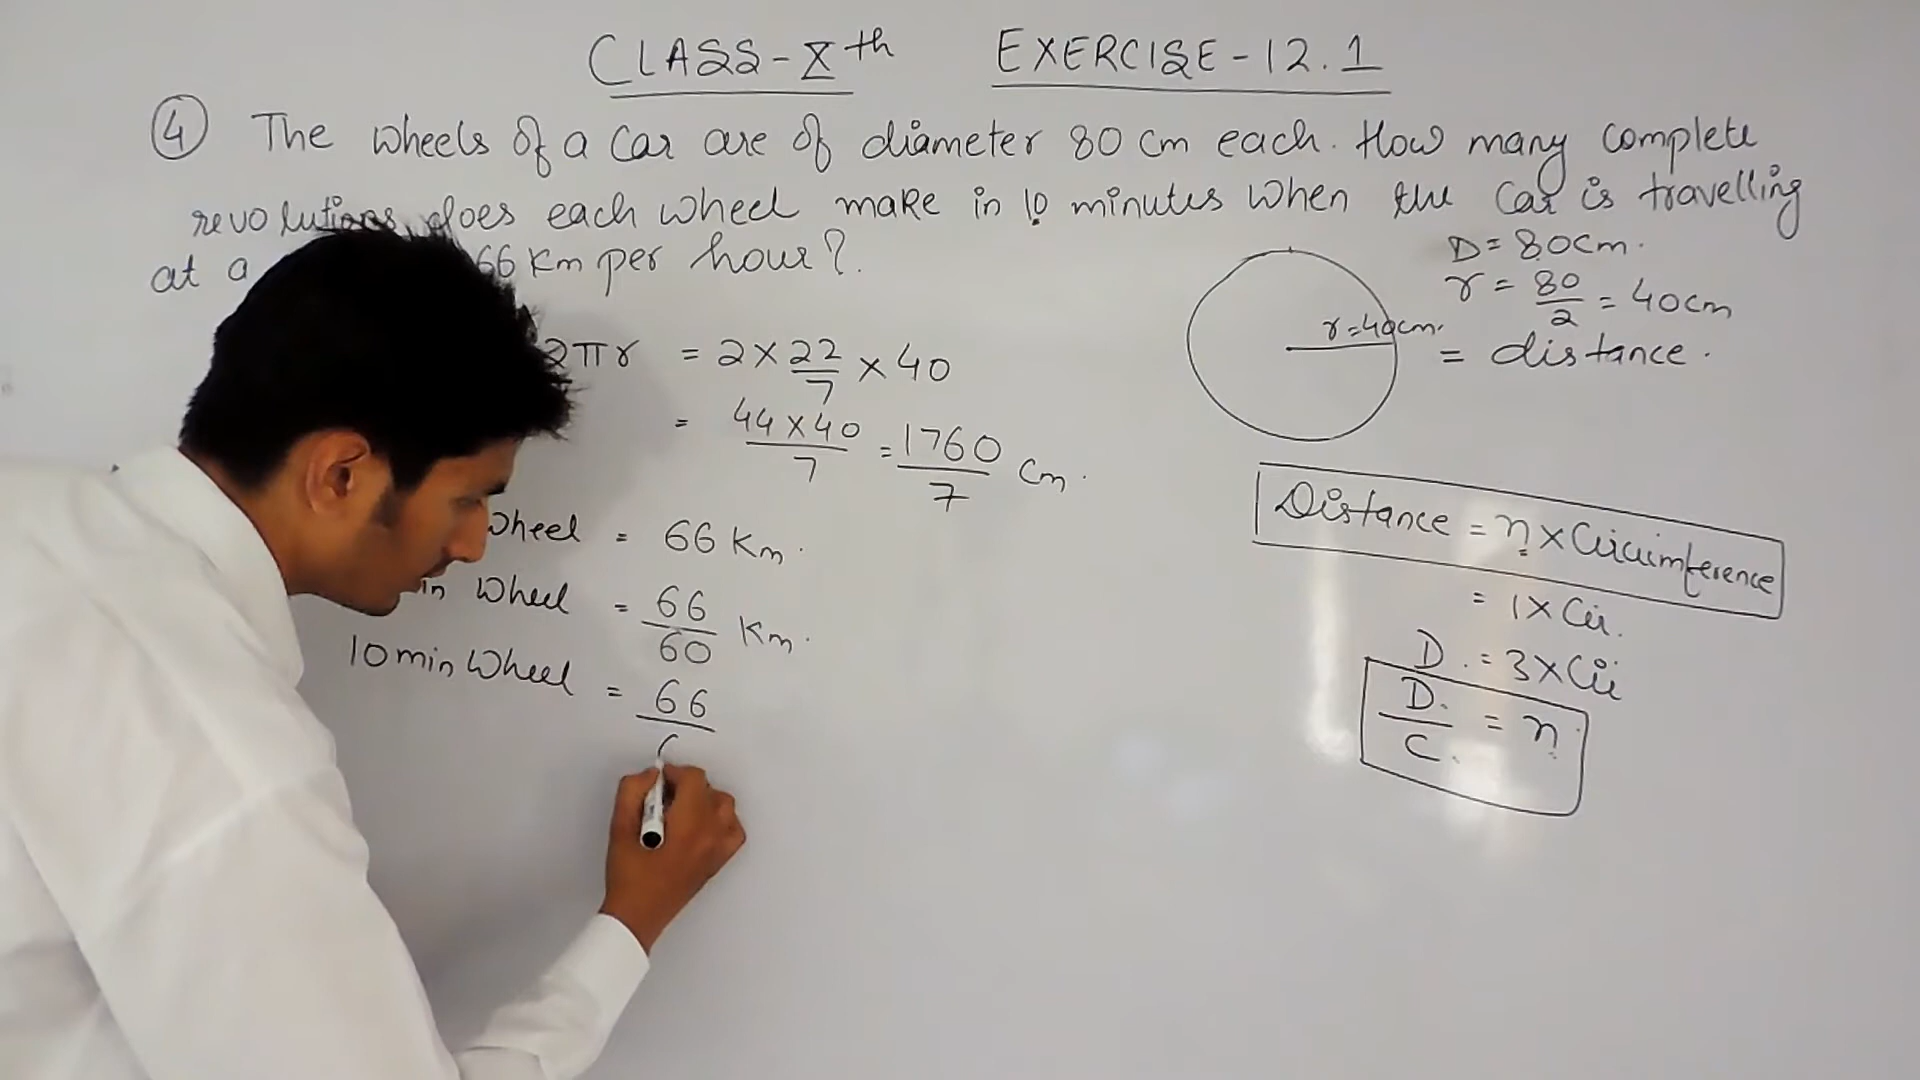 CLASS-Xth EXERCISE-12.1
④ The wheels of a car are of diameter 80 cm each. How many complete
revolutions does each wheel make in 10 minutes when the car is travelling
at a 66 Km per hour?
D = 80cm.
r = 80/2 = 40cm
r=40cm.
= distance.
2πr = 2 × 22/7 × 40
= 44×40/7 = 1760/7 cm.
wheel = 66 Km.
in wheel = 66/60 Km.
10min wheel = 66/
Distance = n × Circumference
= 1 × Cir.
D. = 3 × Cir
D./C. = n